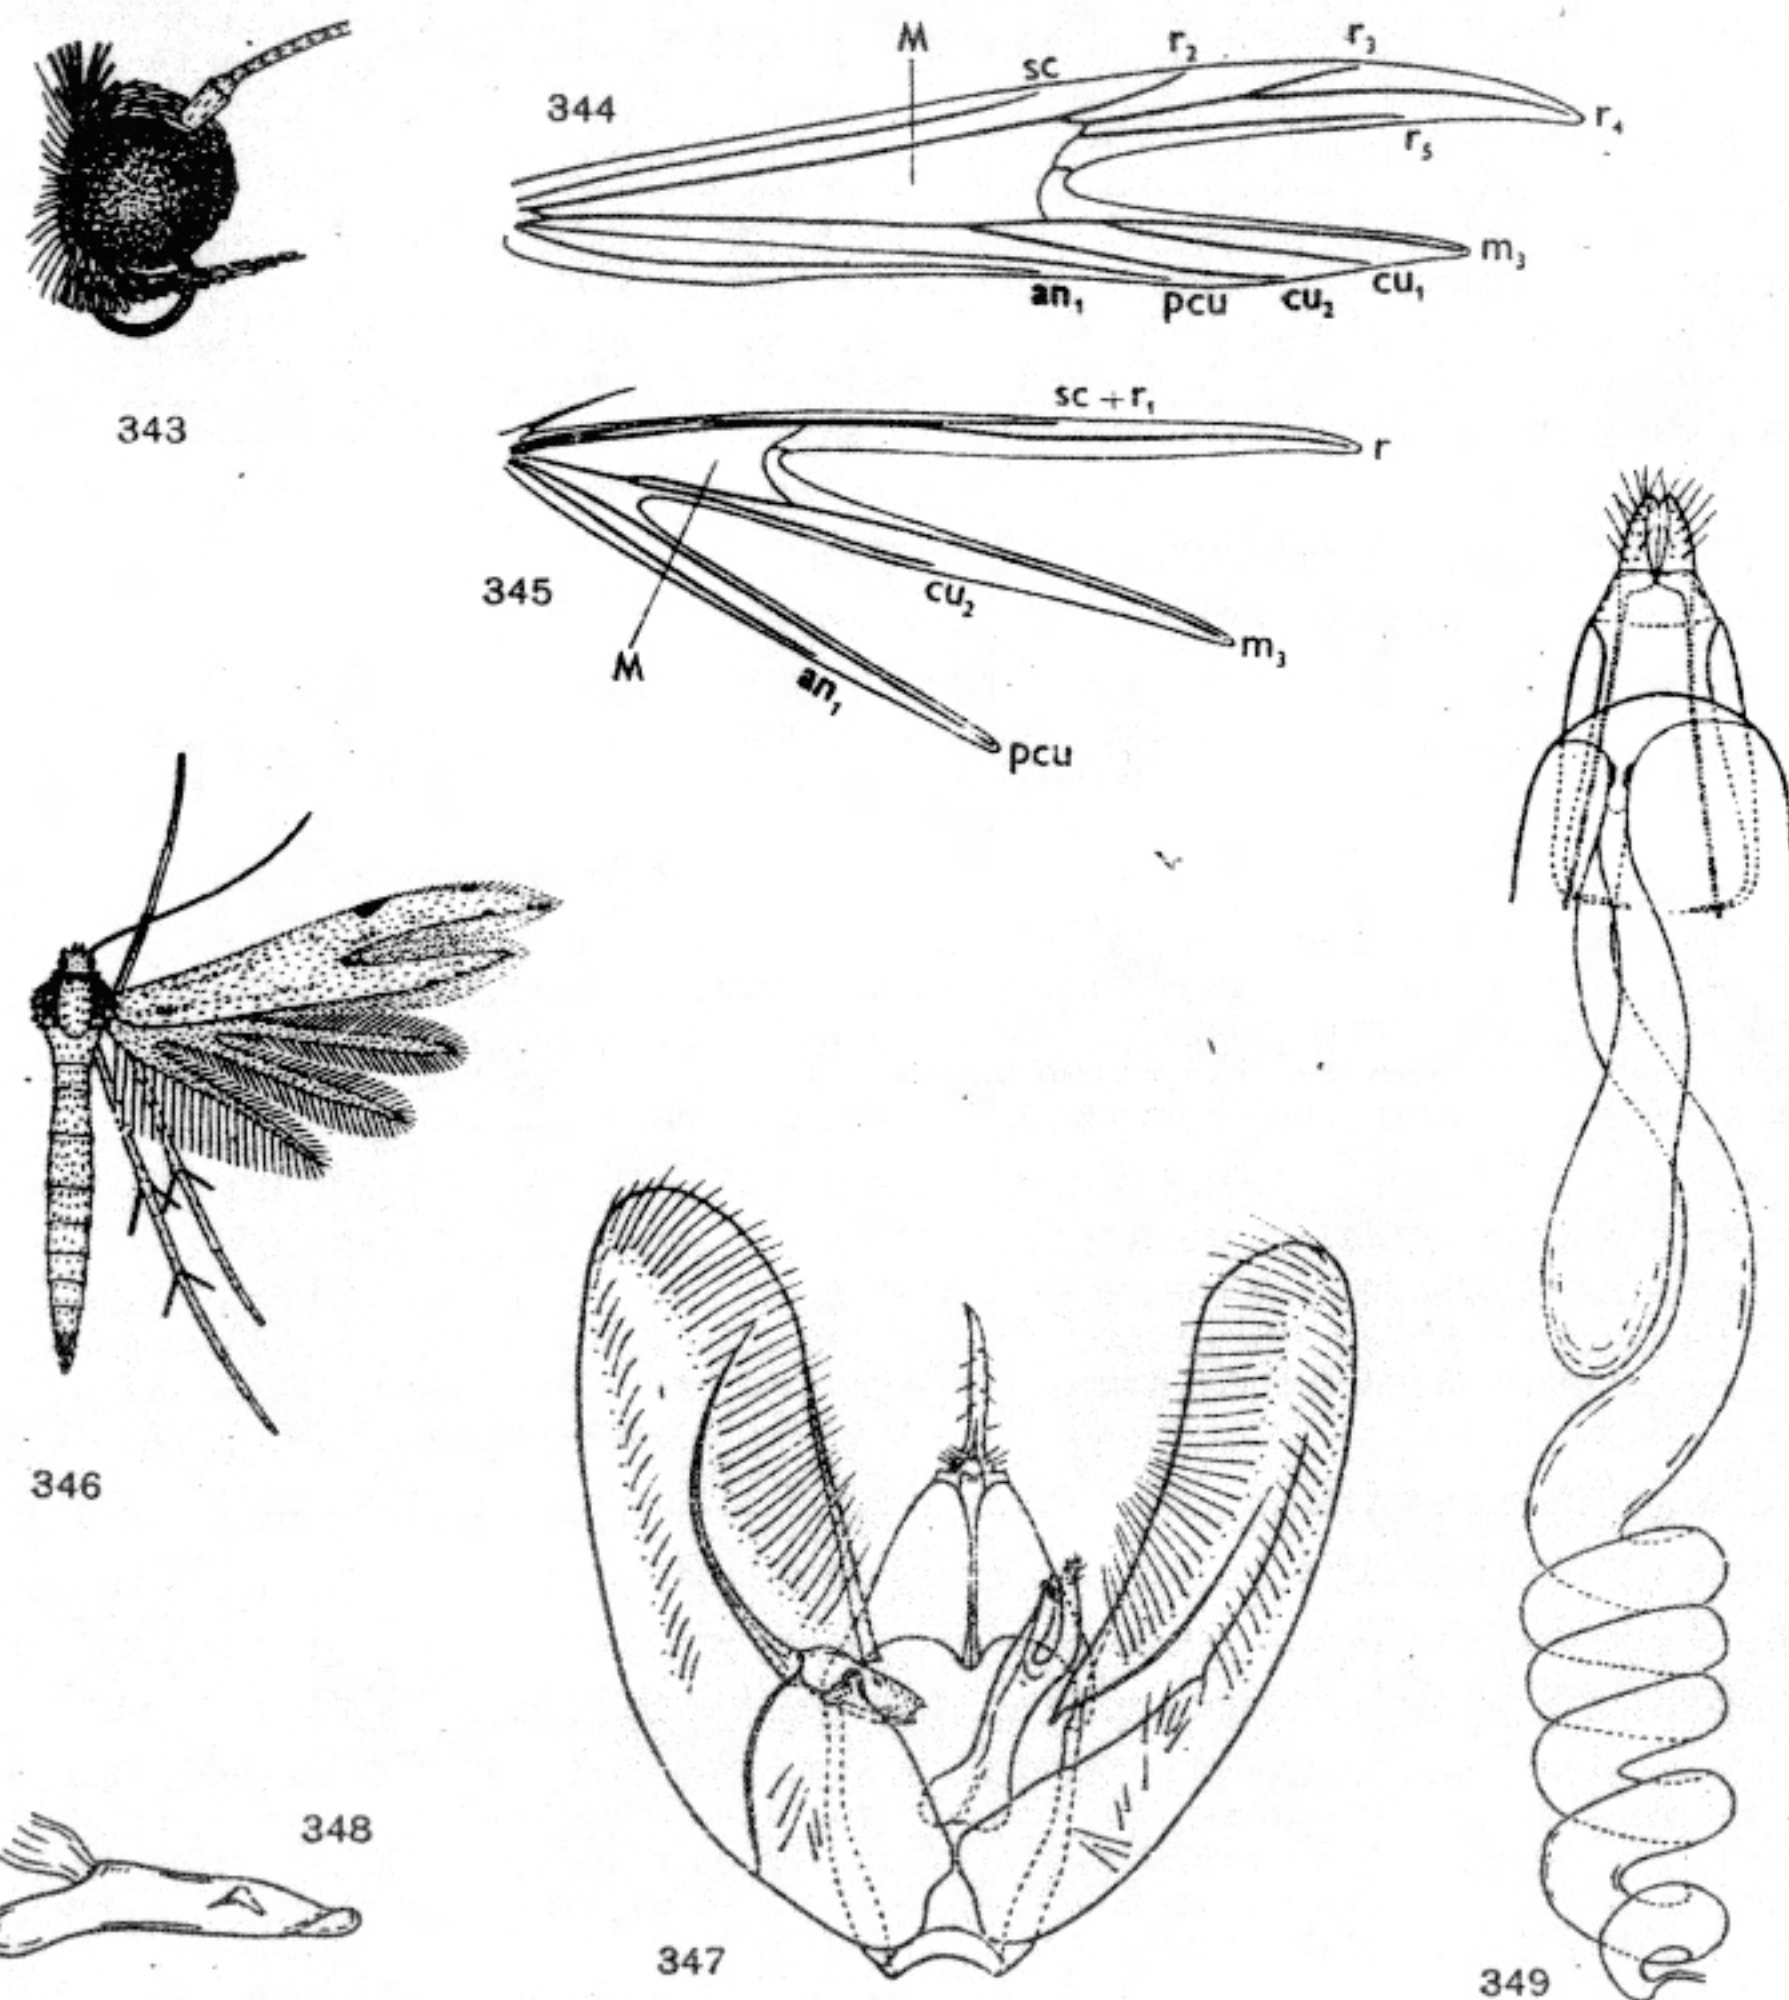 343
344
M
sc
r₂
r₃
r₄
r₅
m₃
cu₁
cu₂
pcu
an₁
345
sc + r₁
r
M
cu₂
m₃
an₁
pcu
346
347
348
349